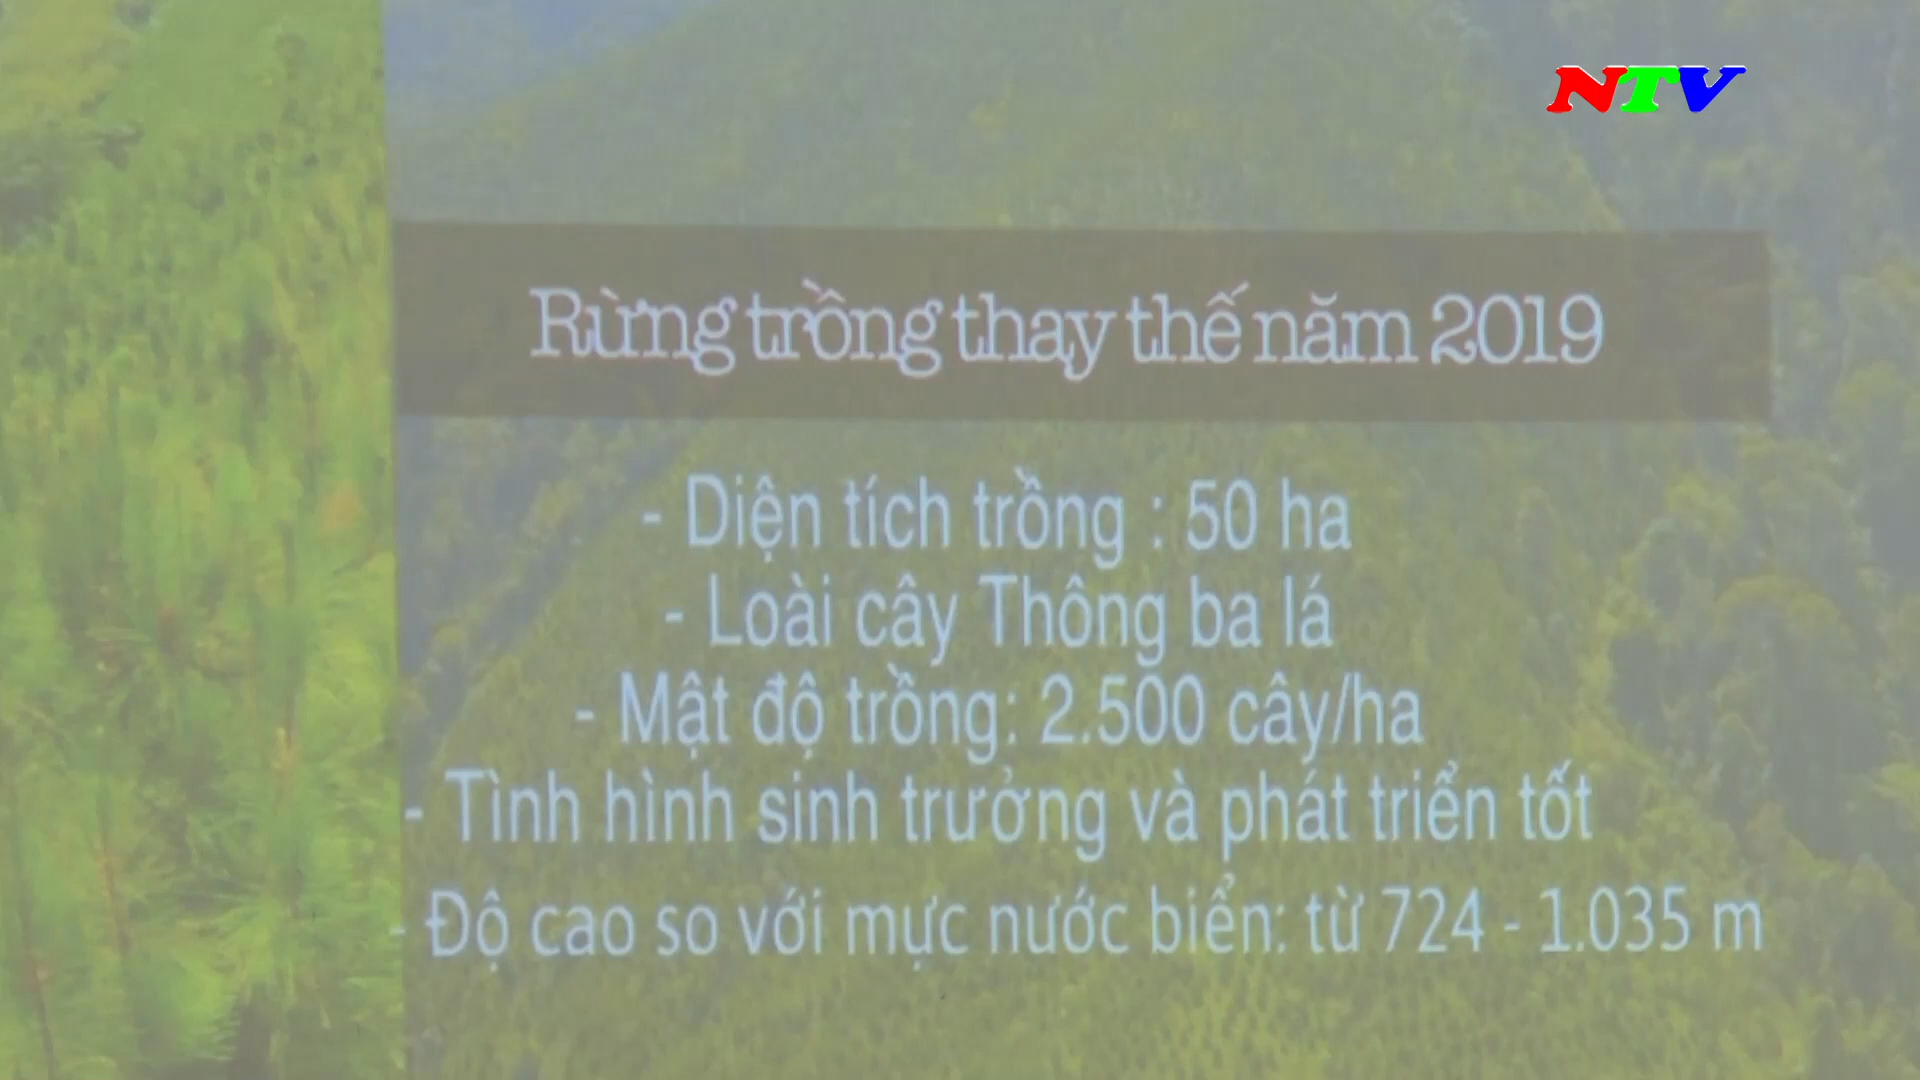 NTV
Rừng trồng thay thế năm 2019
- Diện tích trồng : 50 ha
- Loài cây Thông ba lá
- Mật độ trồng: 2.500 cây/ha
- Tình hình sinh trưởng và phát triển tốt
- Độ cao so với mực nước biển: từ 724 - 1.035 m